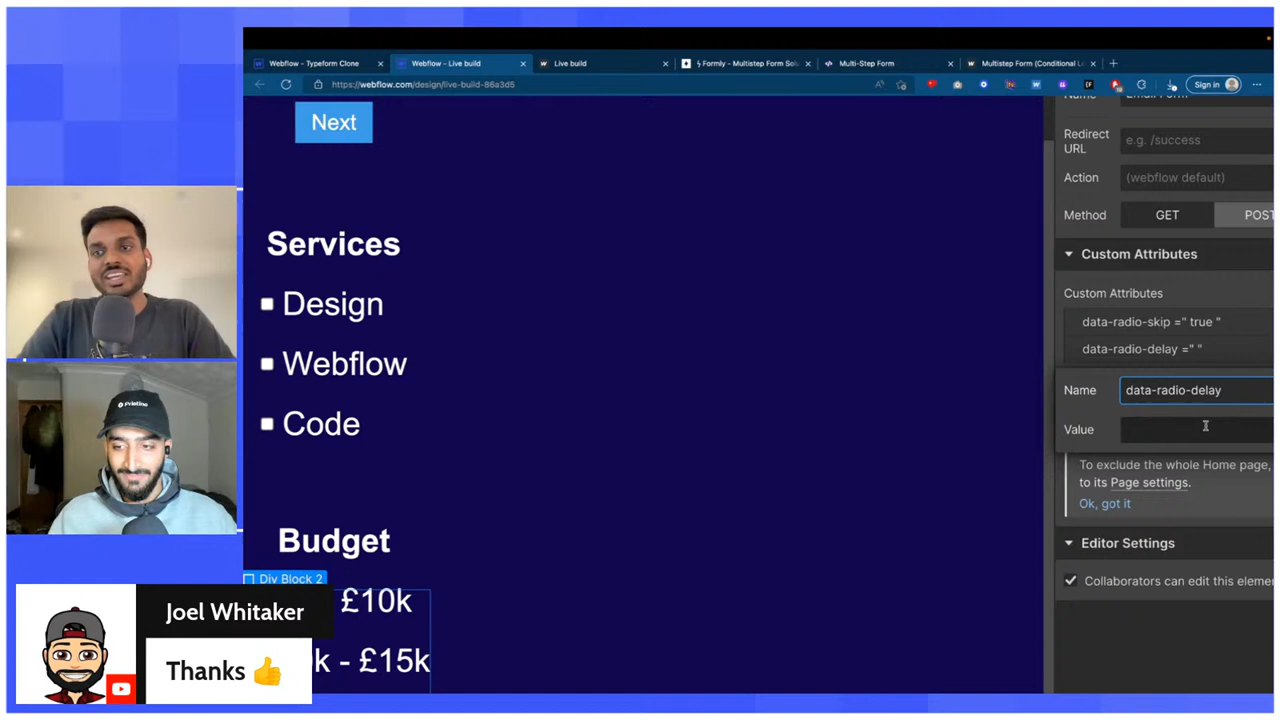 Webflow - Typeform Clone
Webflow - Live build
Live build
Formly - Multistep Form Sol
Multi-Step Form
Multistep Form (Conditional L
https://webflow.com/design/live-build-86a3d5
Sign in
Next
Services
Design
Webflow
Code
Budget
Div Block 2
£10k
k - £15k
Redirect
URL
e.g. /success
Action
(webflow default)
Method
GET
POST
Custom Attributes
Custom Attributes
data-radio-skip =" true "
data-radio-delay =" "
Name
data-radio-delay
Value
To exclude the whole Home page,
to its Page settings.
Ok, got it
Editor Settings
Collaborators can edit this eleme
Pristine
Joel Whitaker
Thanks 👍